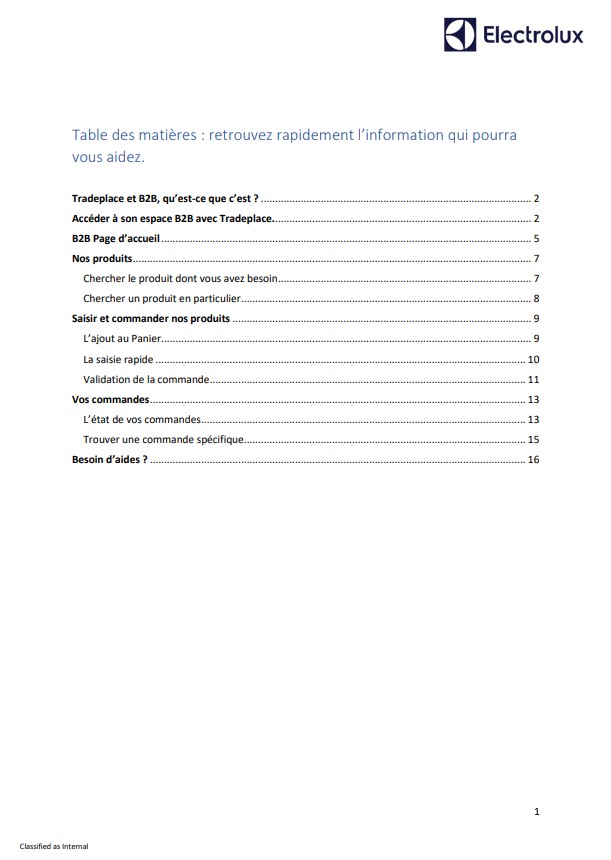 Electrolux
Table des matières : retrouvez rapidement l’information qui pourra
vous aidez.
Tradeplace et B2B, qu’est-ce que c’est ? .......... 2
Accéder à son espace B2B avec Tradeplace. .......... 2
B2B Page d’accueil .......... 5
Nos produits .......... 7
Chercher le produit dont vous avez besoin .......... 7
Chercher un produit en particulier .......... 8
Saisir et commander nos produits .......... 9
L’ajout au Panier .......... 9
La saisie rapide .......... 10
Validation de la commande .......... 11
Vos commandes .......... 13
L’état de vos commandes .......... 13
Trouver une commande spécifique .......... 15
Besoin d’aides ? .......... 16
1
Classified as Internal